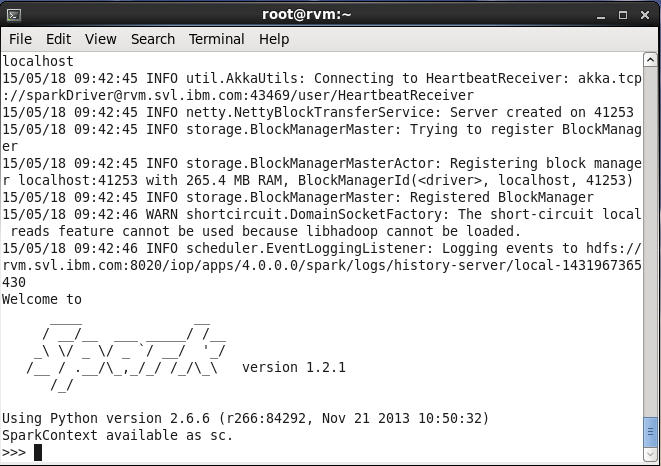 root@rvm:~
File Edit View Search Terminal Help
localhost
15/05/18 09:42:45 INFO util.AkkaUtils: Connecting to HeartbeatReceiver: akka.tcp
://sparkDriver@rvm.svl.ibm.com:43469/user/HeartbeatReceiver
15/05/18 09:42:45 INFO netty.NettyBlockTransferService: Server created on 41253
15/05/18 09:42:45 INFO storage.BlockManagerMaster: Trying to register BlockManag
er
15/05/18 09:42:45 INFO storage.BlockManagerMasterActor: Registering block manage
r localhost:41253 with 265.4 MB RAM, BlockManagerId(<driver>, localhost, 41253)
15/05/18 09:42:45 INFO storage.BlockManagerMaster: Registered BlockManager
15/05/18 09:42:46 WARN shortcircuit.DomainSocketFactory: The short-circuit local
 reads feature cannot be used because libhadoop cannot be loaded.
15/05/18 09:42:46 INFO scheduler.EventLoggingListener: Logging events to hdfs://
rvm.svl.ibm.com:8020/iop/apps/4.0.0.0/spark/logs/history-server/local-1431967365
430
Welcome to
      ____              __
     / __/__  ___ _____/ /__
    _\ \/ _ \/ _ `/ __/  '_/
   /__ / .__/\_,_/_/ /_/\_\   version 1.2.1
      /_/
Using Python version 2.6.6 (r266:84292, Nov 21 2013 10:50:32)
SparkContext available as sc.
>>>